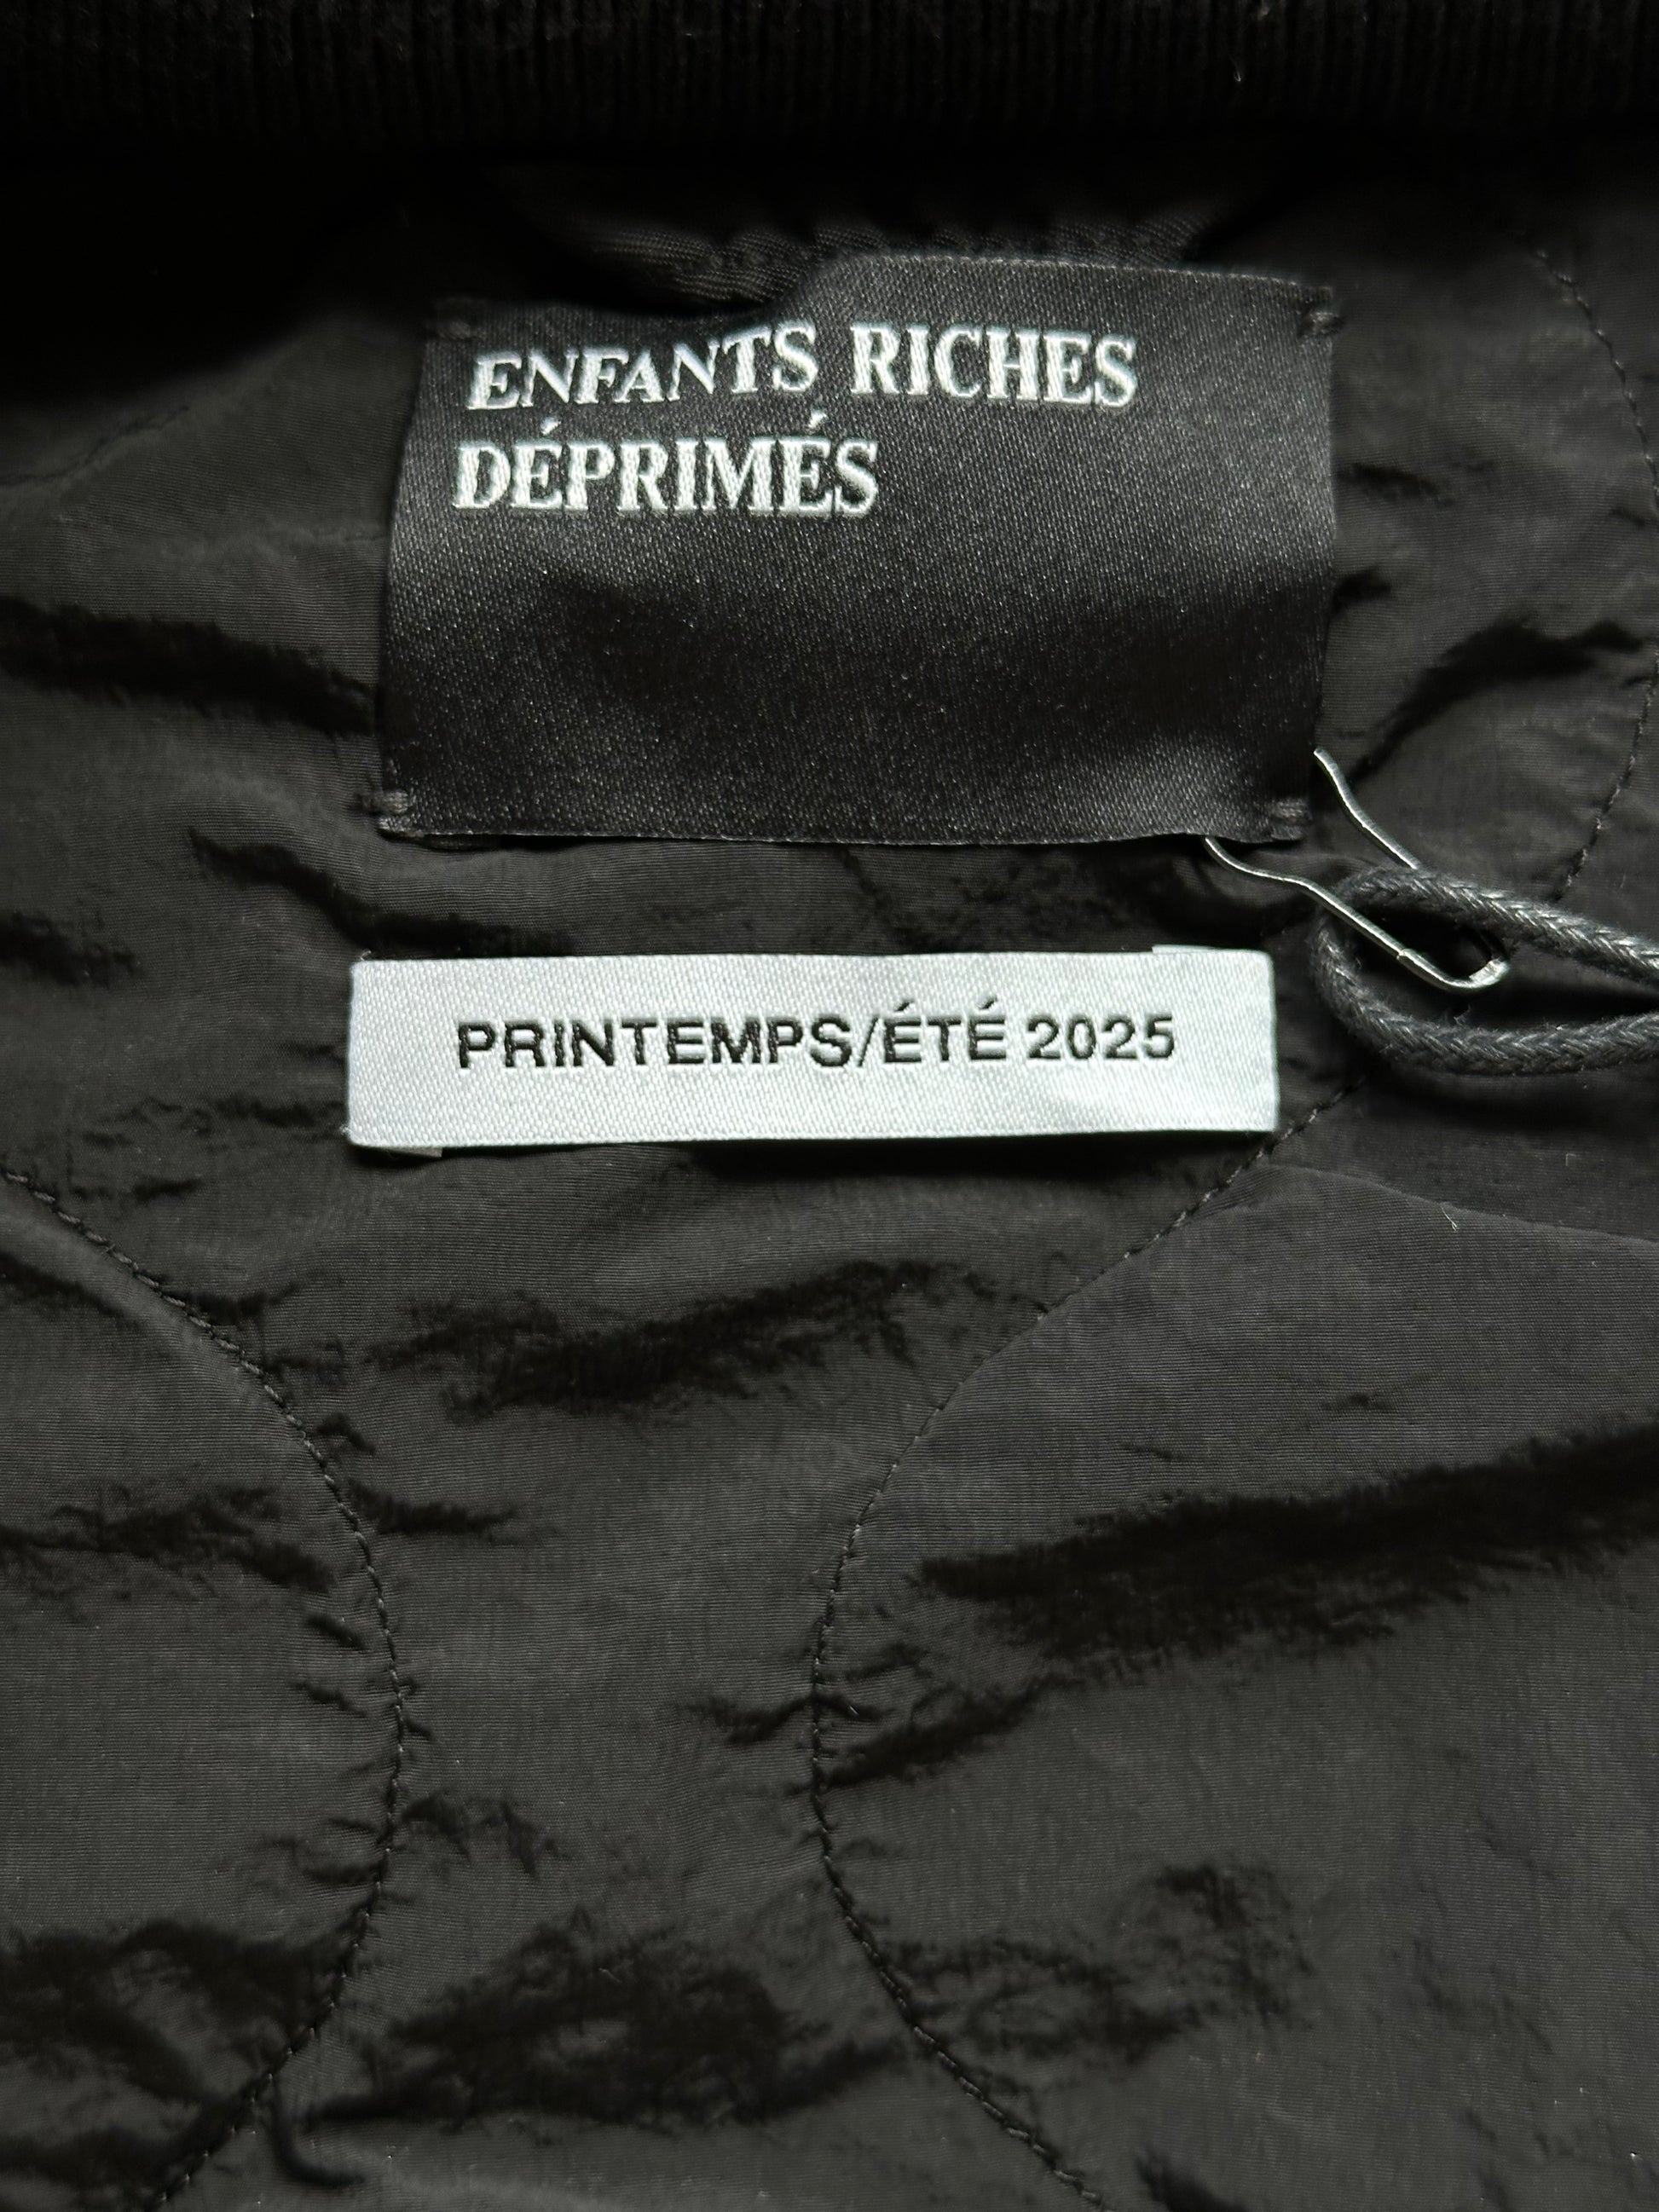 ENFANTS RICHES
DÉPRIMÉS
PRINTEMPS/ÉTÉ 2025